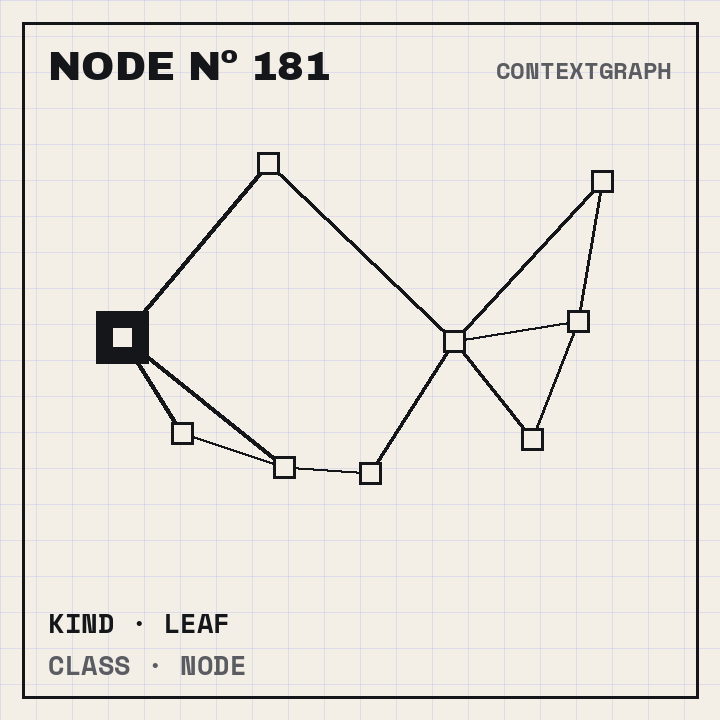 NODE Nº 181
CONTEXTGRAPH
KIND · LEAF
CLASS · NODE